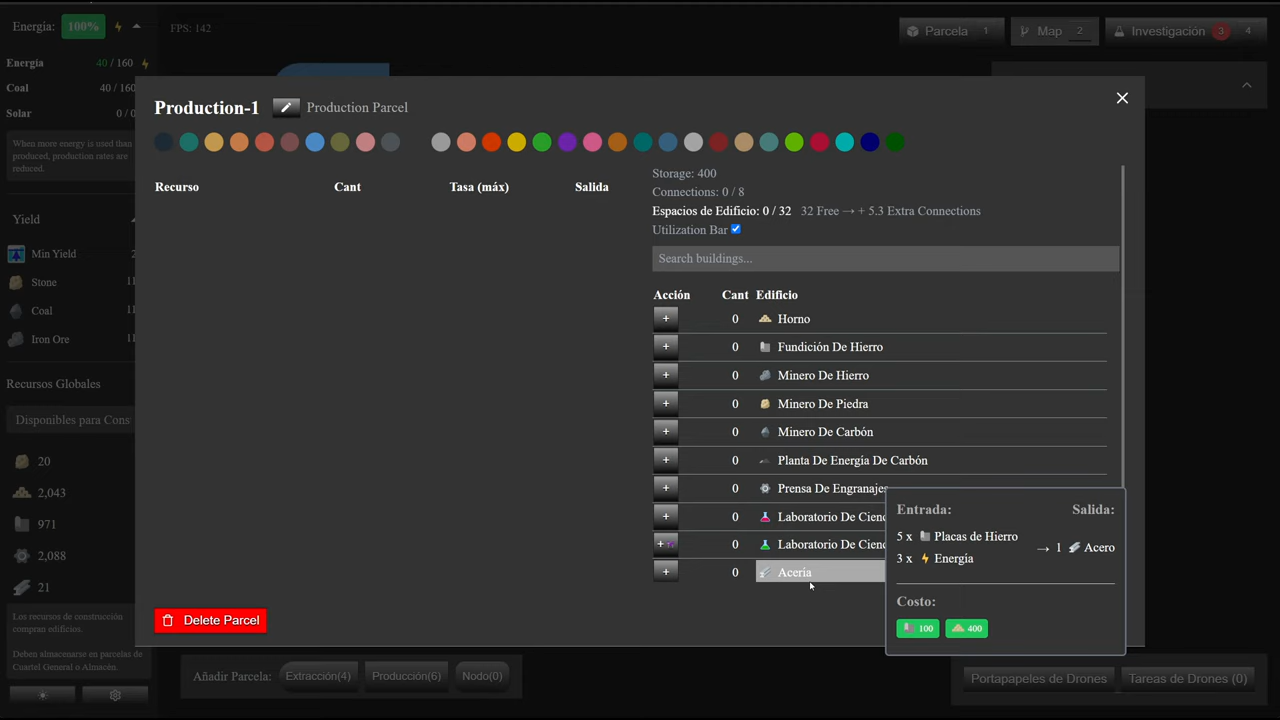 Energía: 100%
FPS: 142
Parcela 1
Map 2
Investigación 3 4
Energía 40 / 160
Coal 40 / 160
Solar 0 / 0
When more energy is used than
produced, production rates are
reduced.
Yield
Min Yield
Stone
Coal
Iron Ore
Recursos Globales
Disponibles para Cons
20
2,043
971
2,088
21
Los recursos de construcción
compran edificios.
Deben almacenarse en parcelas de
Cuartel General o Almacén.
Production-1 Production Parcel
Recurso Cant Tasa (máx) Salida
Delete Parcel
Storage: 400
Connections: 0 / 8
Espacios de Edificio: 0 / 32 32 Free → + 5.3 Extra Connections
Utilization Bar
Search buildings...
Acción Cant Edificio
+ 0 Horno
+ 0 Fundición De Hierro
+ 0 Minero De Hierro
+ 0 Minero De Piedra
+ 0 Minero De Carbón
+ 0 Planta De Energía De Carbón
+ 0 Prensa De Engranajes
+ 0 Laboratorio De Cienc
+ 0 Laboratorio De Cienc
+ 0 Acería
Entrada: Salida:
5 x Placas de Hierro
3 x Energía
→ 1 Acero
Costo:
100 400
Añadir Parcela: Extracción(4) Producción(6) Nodo(0)
Portapapeles de Drones Tareas de Drones (0)